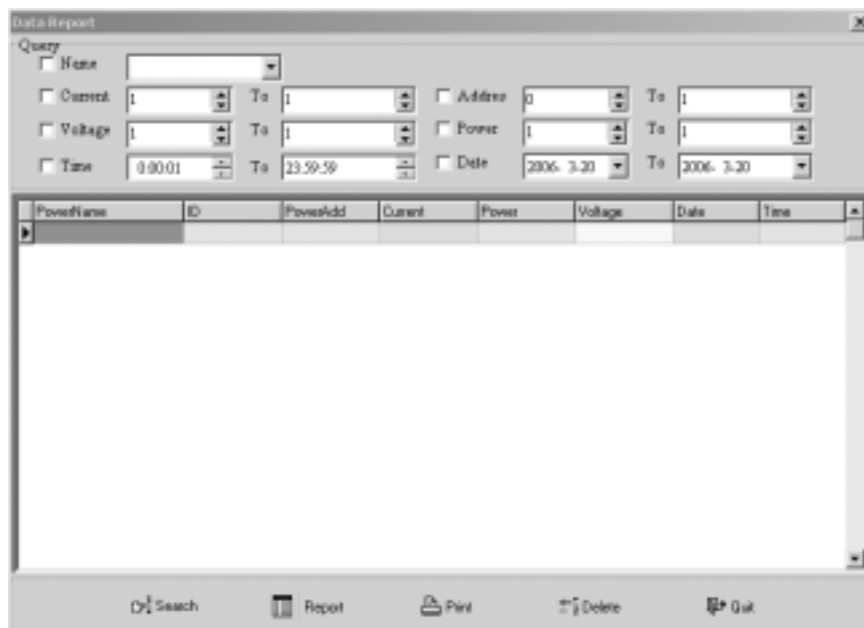 Data Report
Query
Name
Current 1 To 1 Addres 0 To 1
Voltage 1 To 1 Power 1 To 1
Time 0:00:01 To 23:59:59 Date 2006- 3-20 To 2006- 3-20
PowerName ID PowerAdd Current Power Voltage Date Time
Search Report Print Delete Quit